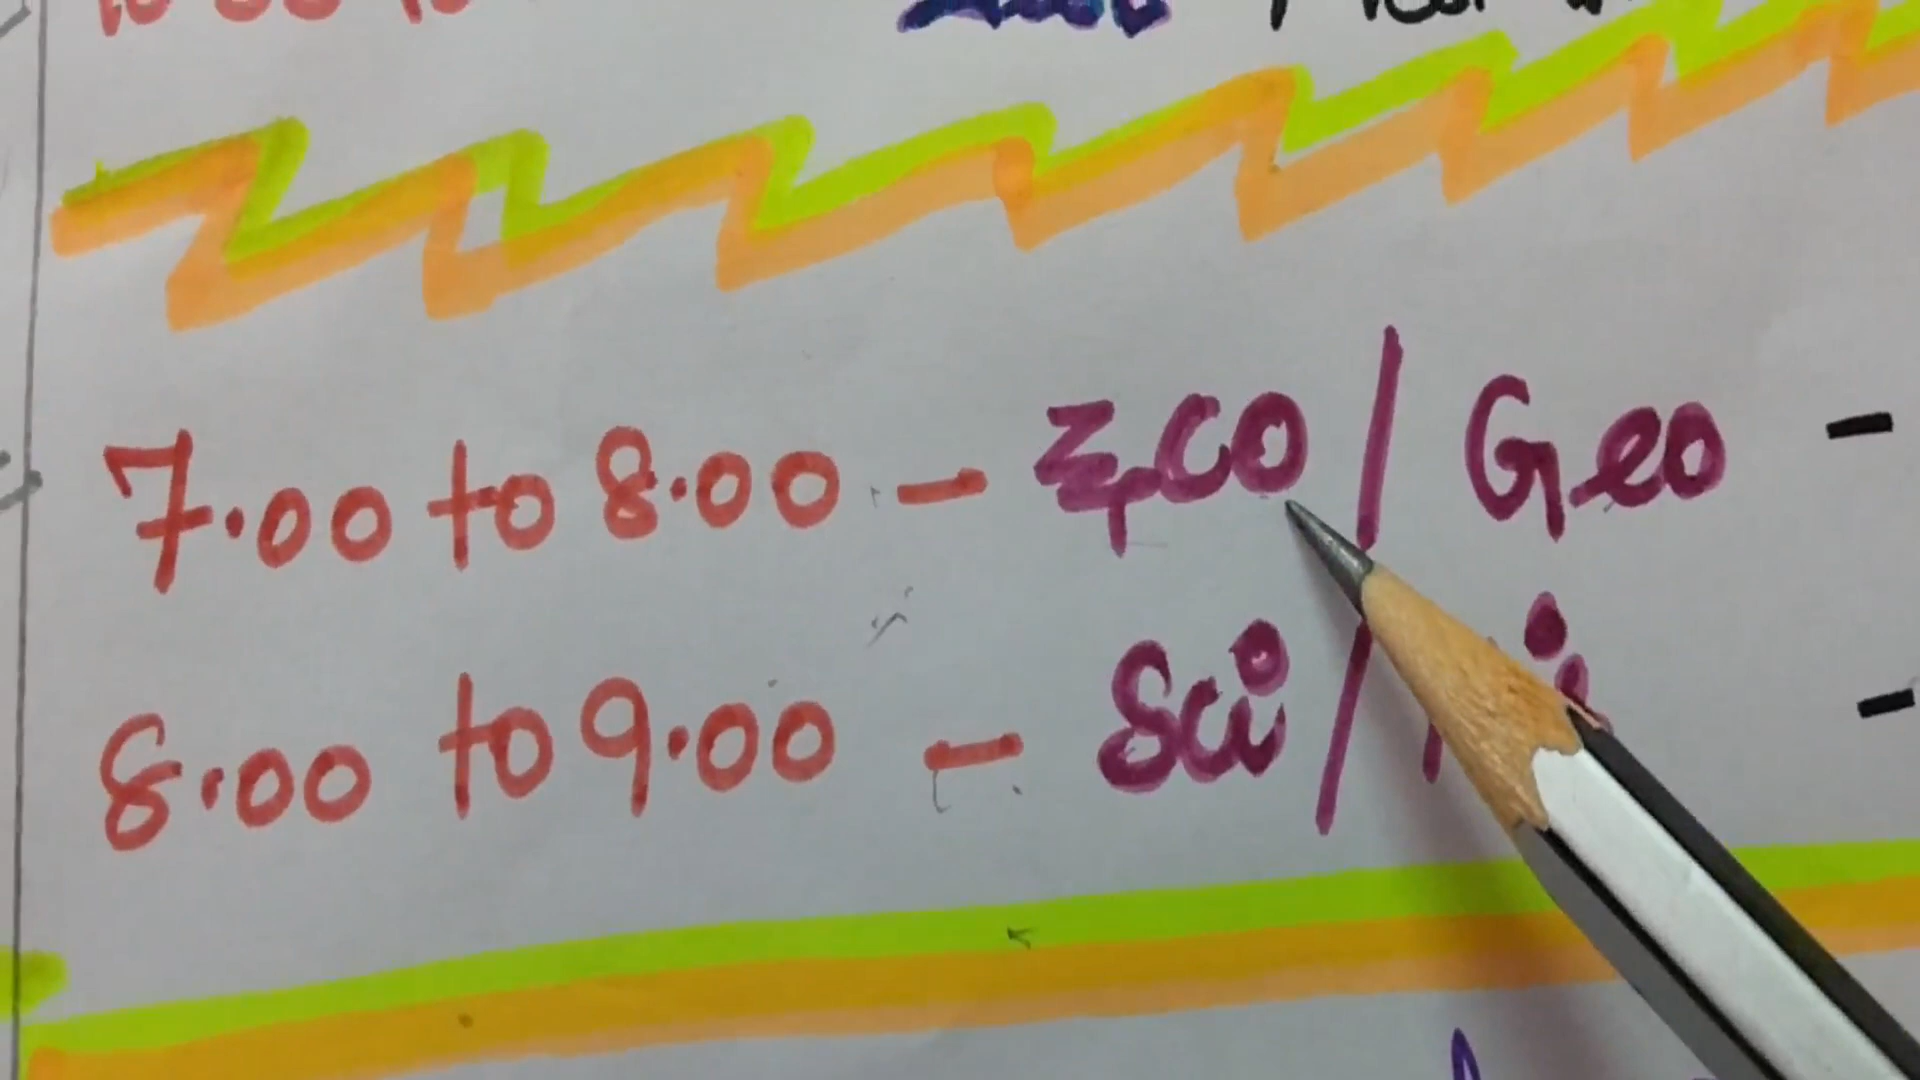 7.00 to 8.00 - Eco / Geo -
8.00 to 9.00 - Sci / -